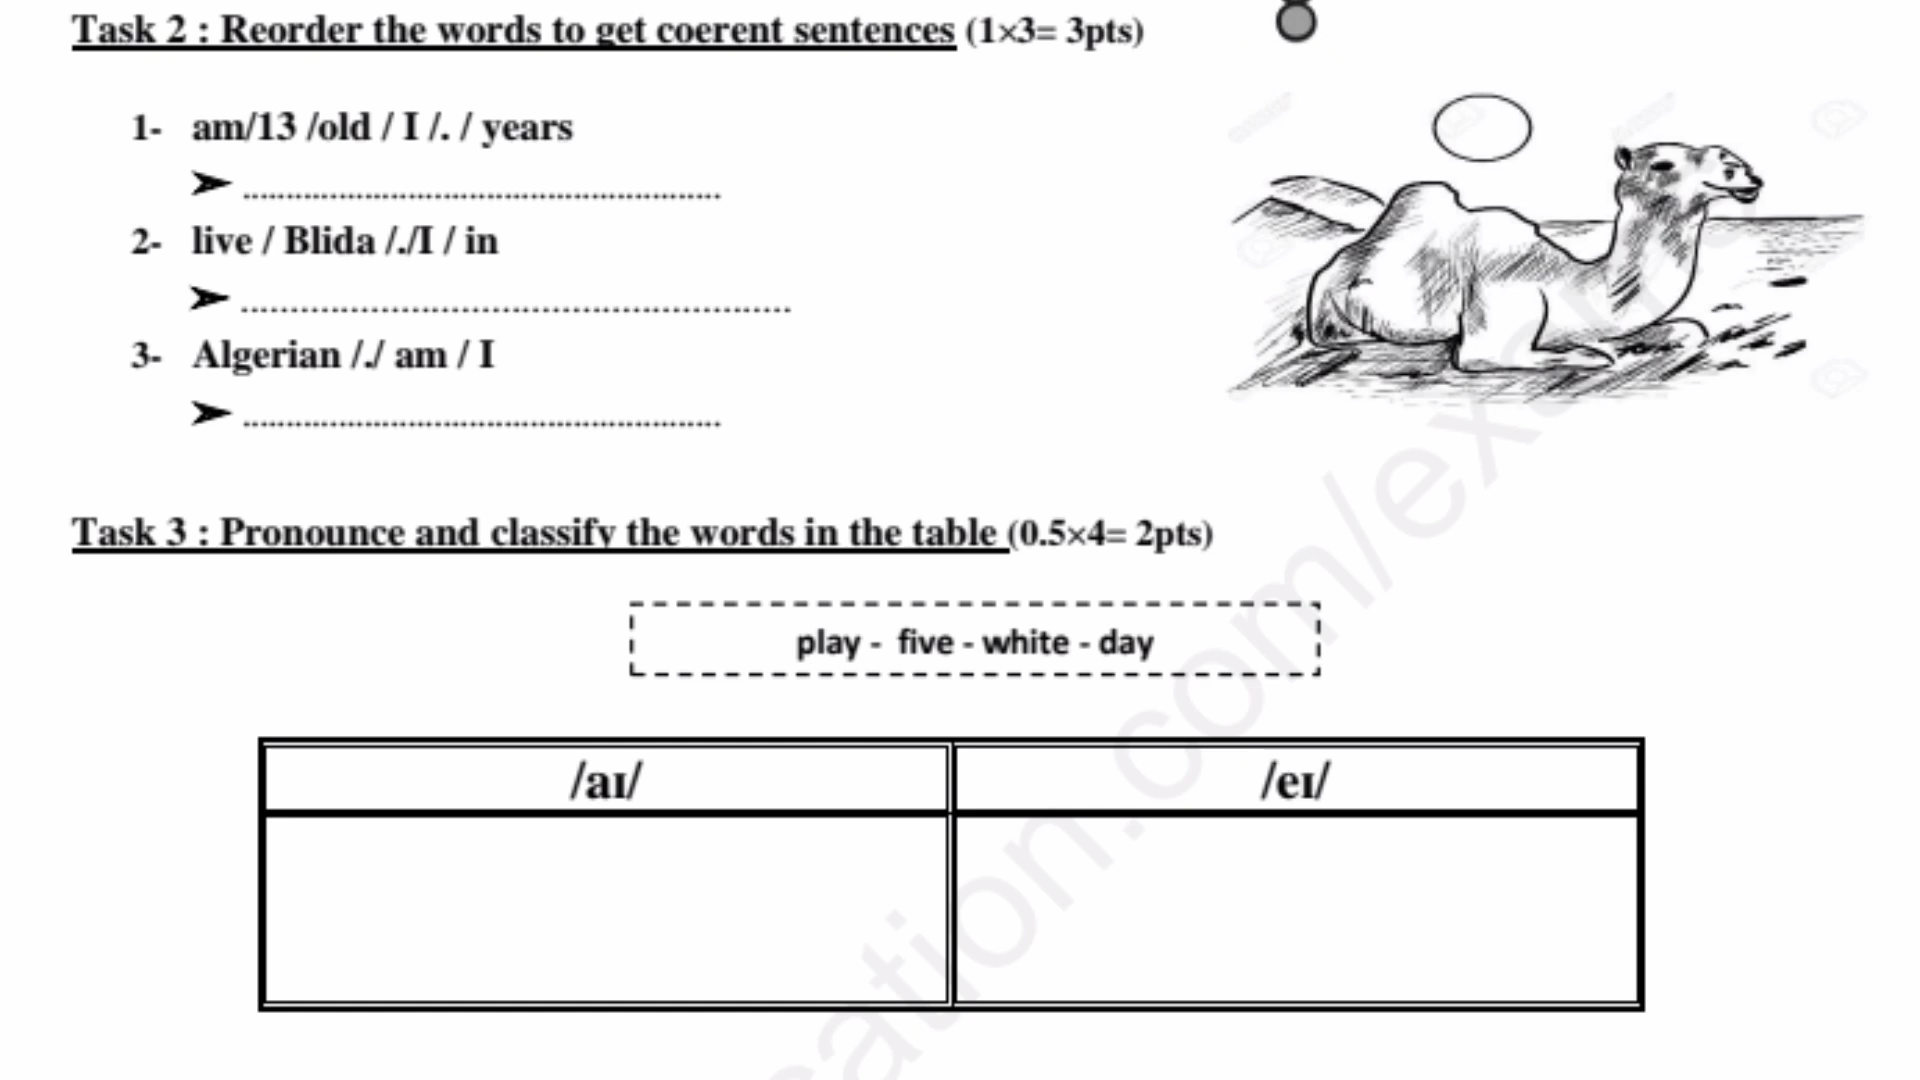 Task 2 : Reorder the words to get coerent sentences (1×3= 3pts)
1- am/13 /old / I /. / years
➤ ......................................................
2- live / Blida /./I / in
➤ ..............................................................
3- Algerian /./ am / I
➤ ......................................................
Task 3 : Pronounce and classify the words in the table (0.5×4= 2pts)
play - five - white - day
/aɪ/ /eɪ/